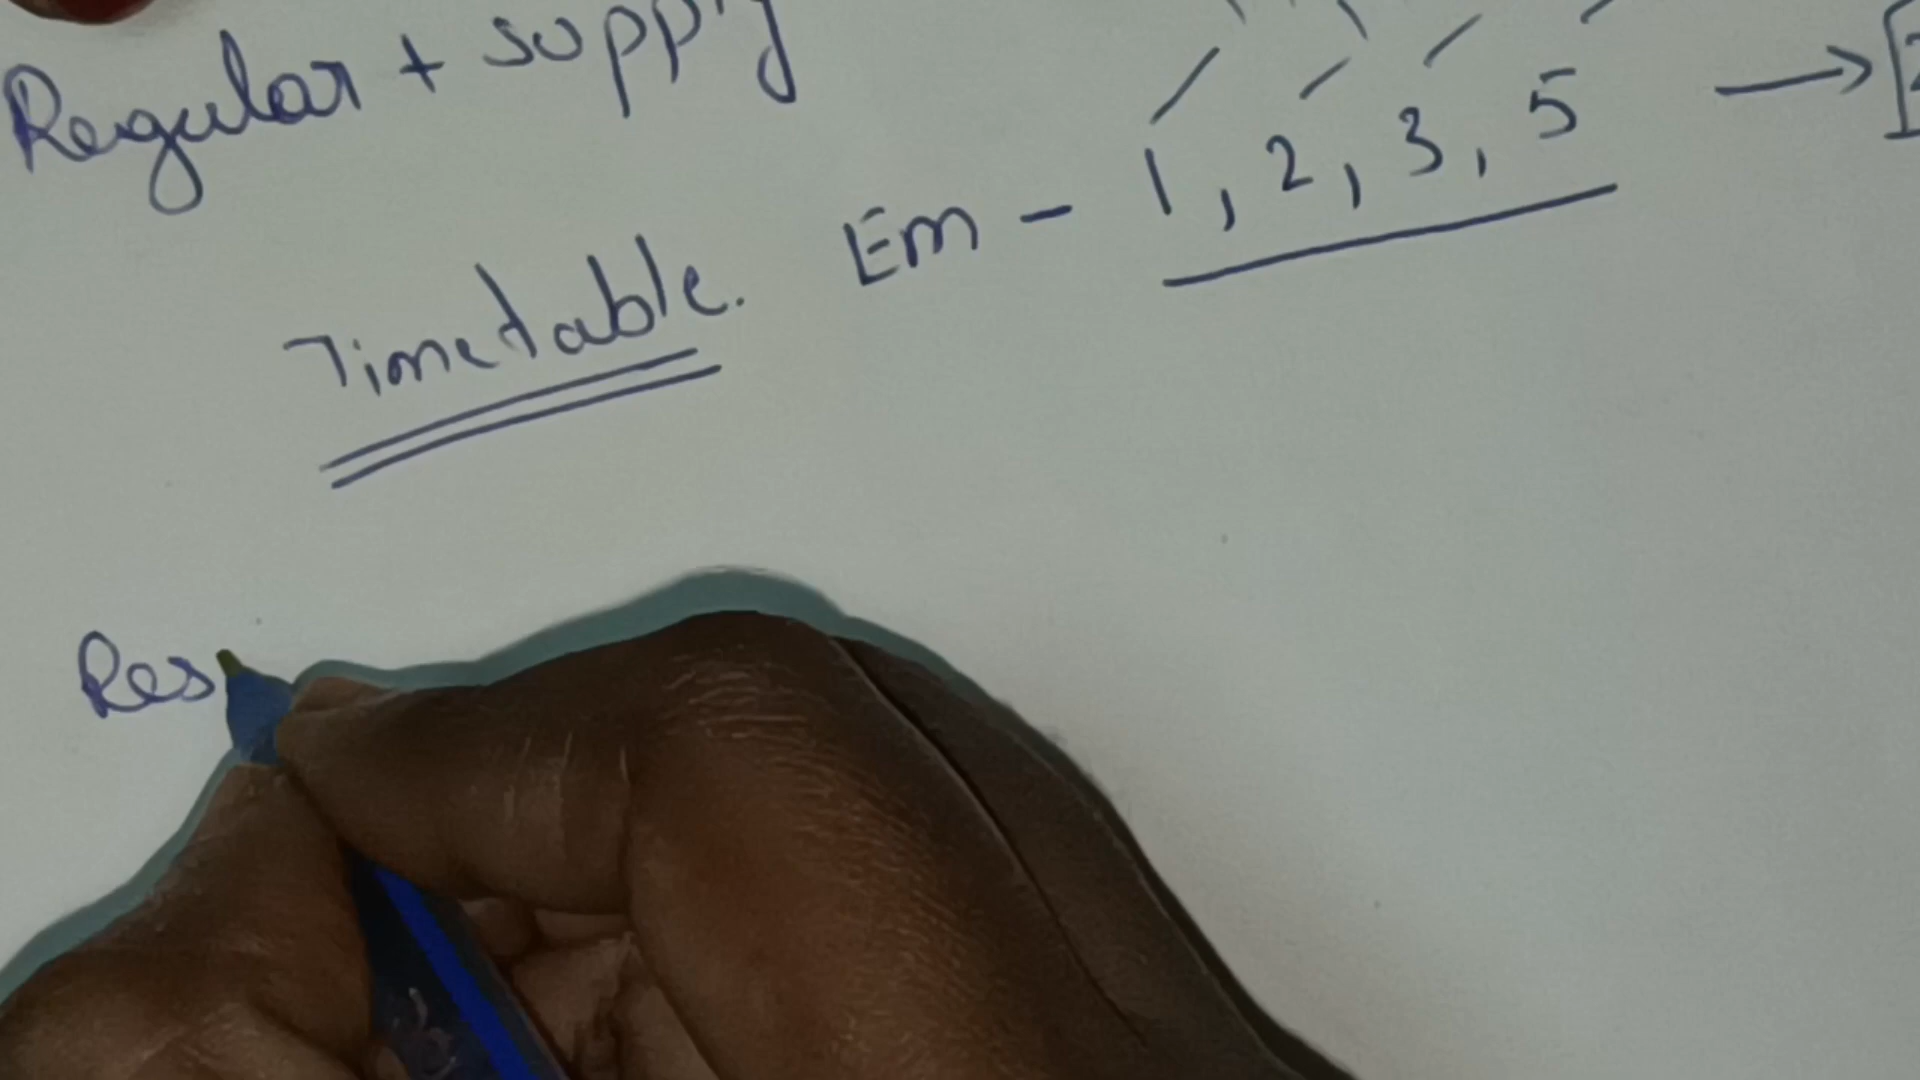 Regular + supply
Timetable. Em - 1, 2, 3, 5 →
Res